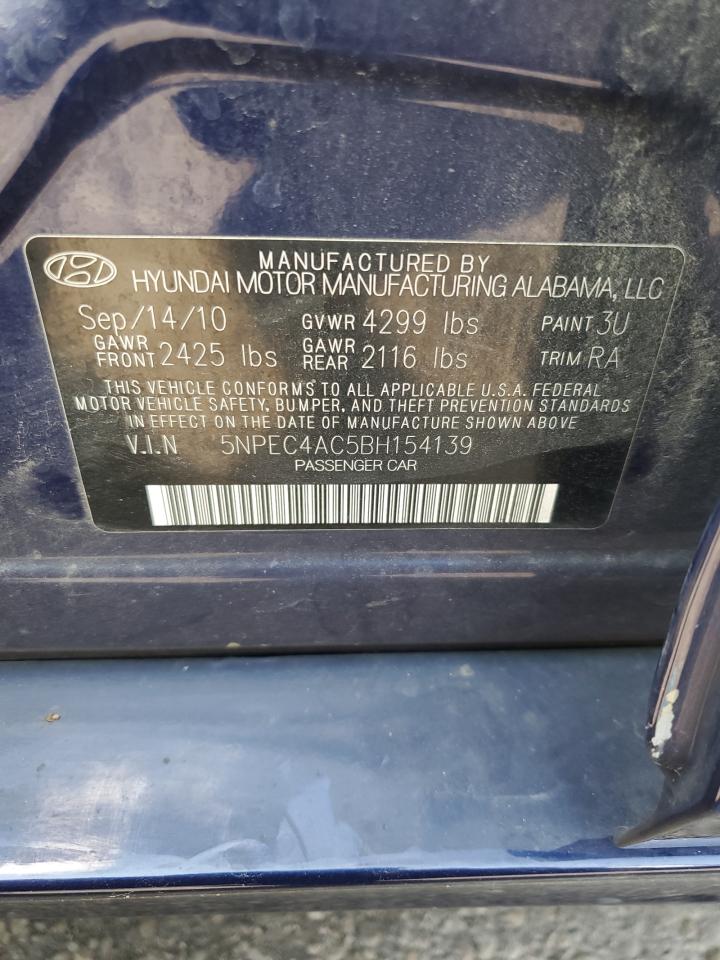 MANUFACTURED BY
HYUNDAI MOTOR MANUFACTURING ALABAMA, LLC
Sep/14/10 GVWR 4299 lbs PAINT 3U
GAWR FRONT 2425 lbs GAWR REAR 2116 lbs TRIM RA
THIS VEHICLE CONFORMS TO ALL APPLICABLE U.S.A. FEDERAL
MOTOR VEHICLE SAFETY, BUMPER, AND THEFT PREVENTION STANDARDS
IN EFFECT ON THE DATE OF MANUFACTURE SHOWN ABOVE
V.I.N 5NPEC4AC5BH154139
PASSENGER CAR